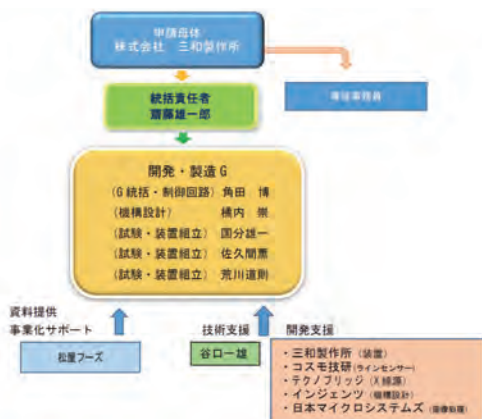 申請母体
株式会社　三和製作所
専従事務員
統括責任者
齋藤雄一郎
開発・製造G
(G統括・制御回路) 角田　博
(機構設計) 横内　崇
(試験・装置組立) 国分雄一
(試験・装置組立) 佐久間薫
(試験・装置組立) 荒川道則
資料提供
事業化サポート
松屋フーズ
技術支援
谷口一雄
開発支援
・三和製作所 (装置)
・コスモ技研 (ラインセンサー)
・テクノブリッジ (X線源)
・インジェンツ (機構設計)
・日本マイクロシステムズ (画像処理)